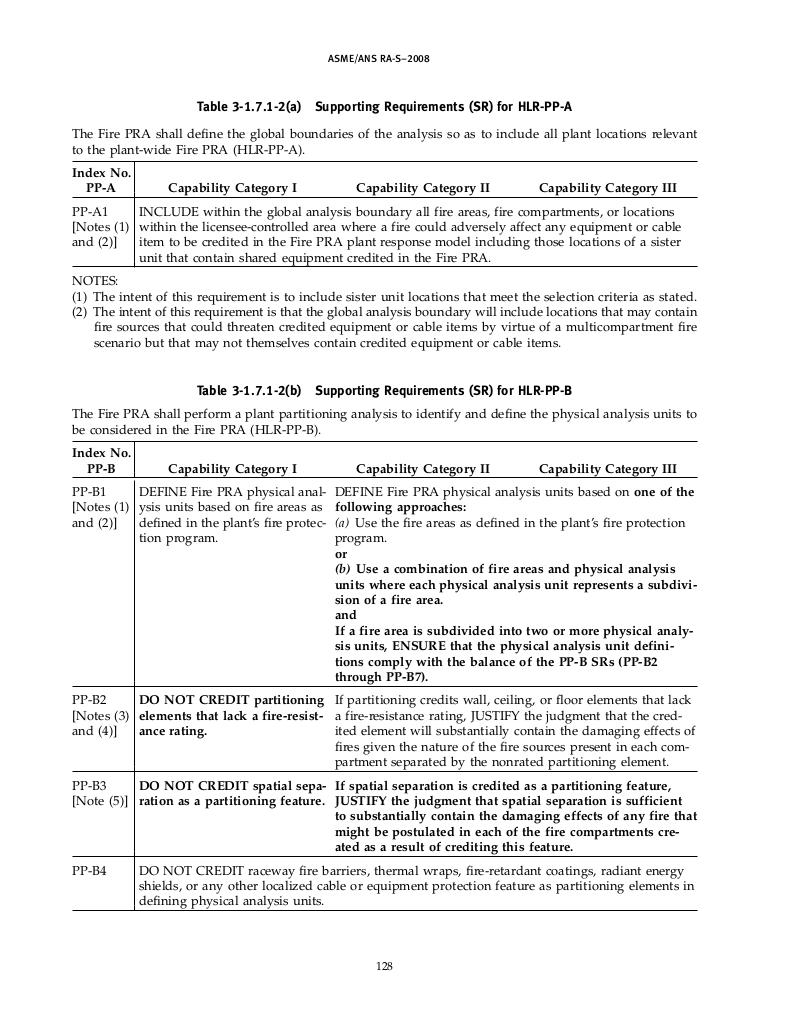 ASME/ANS RA-S–2008
Table 3-1.7.1-2(a) Supporting Requirements (SR) for HLR-PP-A
The Fire PRA shall define the global boundaries of the analysis so as to include all plant locations relevant
to the plant-wide Fire PRA (HLR-PP-A).
Index No.
PP-A Capability Category I Capability Category II Capability Category III
PP-A1
[Notes (1)
and (2)]
INCLUDE within the global analysis boundary all fire areas, fire compartments, or locations
within the licensee-controlled area where a fire could adversely affect any equipment or cable
item to be credited in the Fire PRA plant response model including those locations of a sister
unit that contain shared equipment credited in the Fire PRA.
NOTES:
(1) The intent of this requirement is to include sister unit locations that meet the selection criteria as stated.
(2) The intent of this requirement is that the global analysis boundary will include locations that may contain
fire sources that could threaten credited equipment or cable items by virtue of a multicompartment fire
scenario but that may not themselves contain credited equipment or cable items.
Table 3-1.7.1-2(b) Supporting Requirements (SR) for HLR-PP-B
The Fire PRA shall perform a plant partitioning analysis to identify and define the physical analysis units to
be considered in the Fire PRA (HLR-PP-B).
Index No.
PP-B Capability Category I Capability Category II Capability Category III
PP-B1
[Notes (1)
and (2)]
DEFINE Fire PRA physical anal-
ysis units based on fire areas as
defined in the plant's fire protec-
tion program.
DEFINE Fire PRA physical analysis units based on one of the
following approaches:
(a) Use the fire areas as defined in the plant's fire protection
program.
or
(b) Use a combination of fire areas and physical analysis
units where each physical analysis unit represents a subdivi-
sion of a fire area.
and
If a fire area is subdivided into two or more physical analy-
sis units, ENSURE that the physical analysis unit defini-
tions comply with the balance of the PP-B SRs (PP-B2
through PP-B7).
PP-B2
[Notes (3)
and (4)]
DO NOT CREDIT partitioning
elements that lack a fire-resist-
ance rating.
If partitioning credits wall, ceiling, or floor elements that lack
a fire-resistance rating, JUSTIFY the judgment that the cred-
ited element will substantially contain the damaging effects of
fires given the nature of the fire sources present in each com-
partment separated by the nonrated partitioning element.
PP-B3
[Note (5)]
DO NOT CREDIT spatial sepa-
ration as a partitioning feature.
If spatial separation is credited as a partitioning feature,
JUSTIFY the judgment that spatial separation is sufficient
to substantially contain the damaging effects of any fire that
might be postulated in each of the fire compartments cre-
ated as a result of crediting this feature.
PP-B4
DO NOT CREDIT raceway fire barriers, thermal wraps, fire-retardant coatings, radiant energy
shields, or any other localized cable or equipment protection feature as partitioning elements in
defining physical analysis units.
128